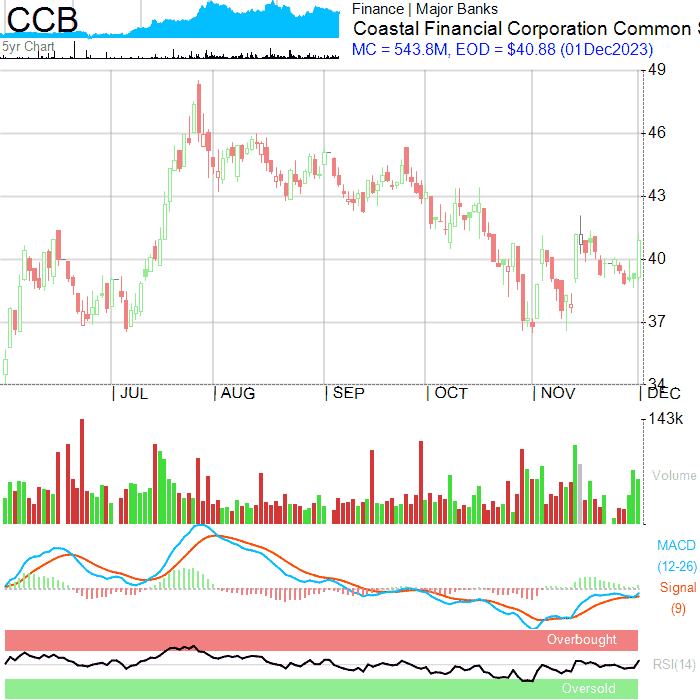 CCB
5yr Chart
Finance | Major Banks
Coastal Financial Corporation Common
MC = 543.8M, EOD = $40.88 (01Dec2023)
49
46
43
40
37
34
JUL AUG SEP OCT NOV DEC
143k
Volume
MACD
(12-26)
Signal
(9)
Overbought
RSI(14)
Oversold